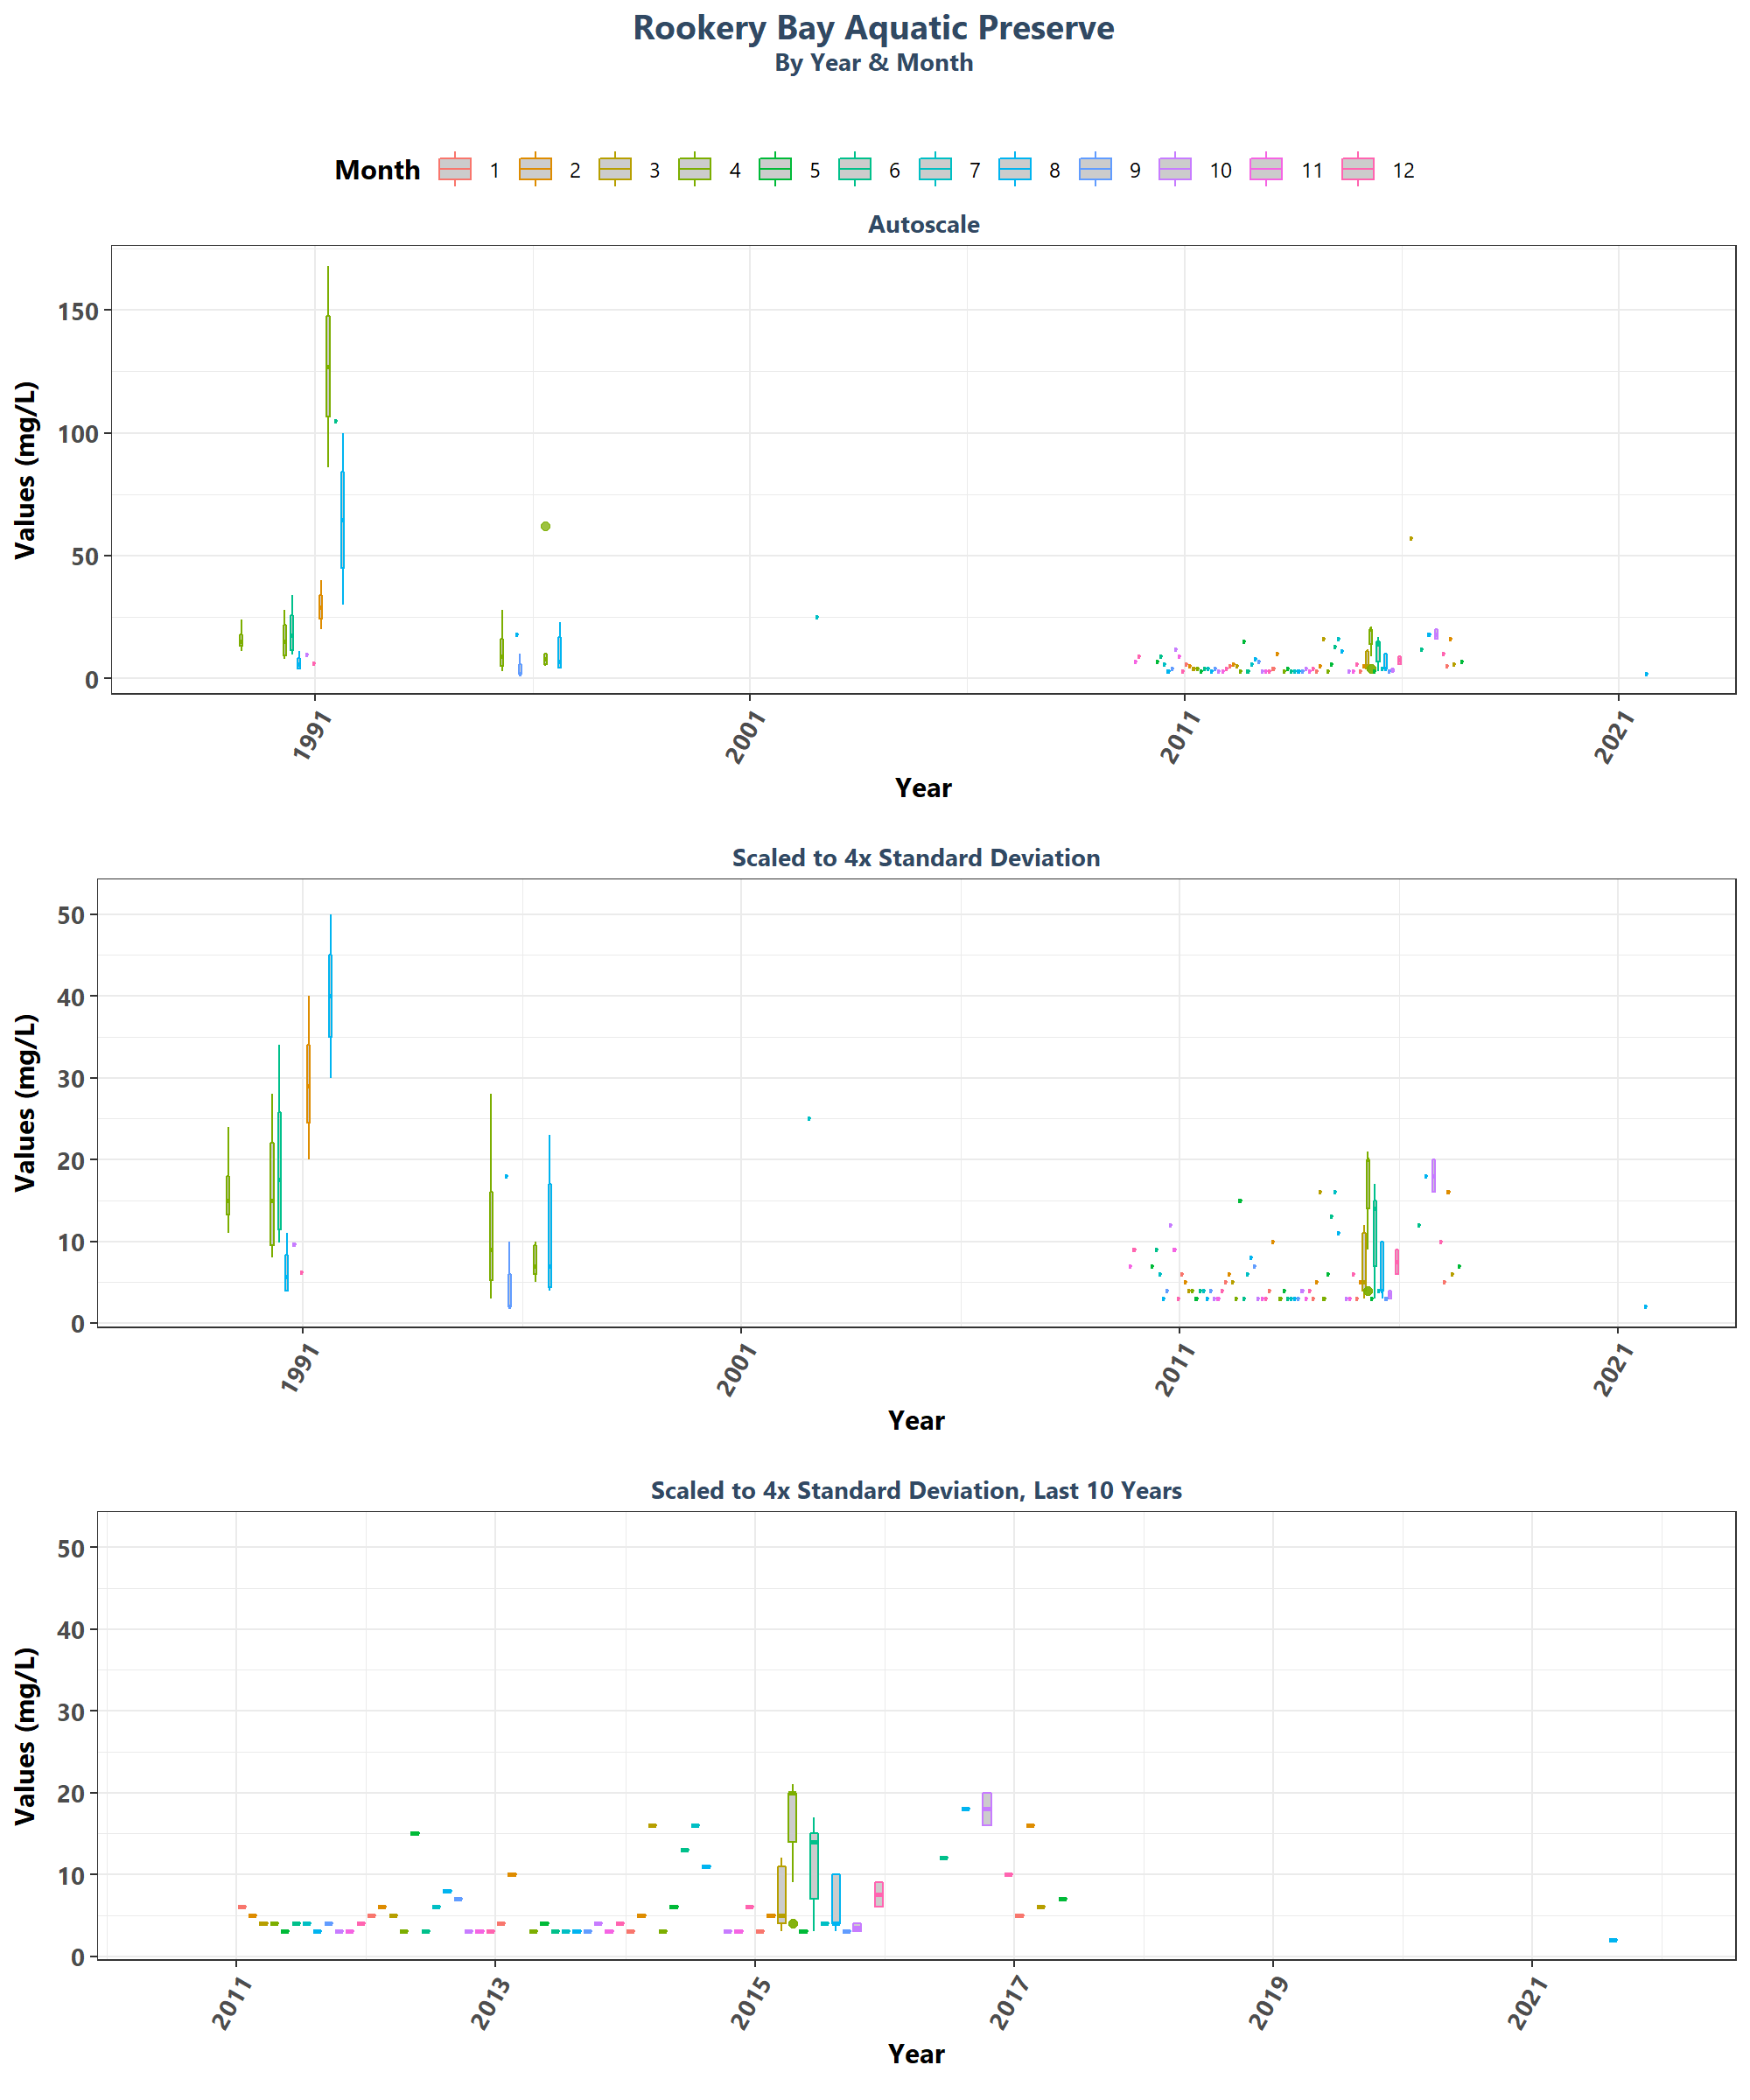 Rookery Bay Aquatic Preserve
By Year & Month
Month 1 2 3 4 5 6 7 8 9 10 11 12
Autoscale
Values (mg/L)
150
100
50
0
1991 2001 2011 2021
Year
Scaled to 4x Standard Deviation
Values (mg/L)
50
40
30
20
10
0
1991 2001 2011 2021
Year
Scaled to 4x Standard Deviation, Last 10 Years
Values (mg/L)
50
40
30
20
10
0
2011 2013 2015 2017 2019 2021
Year